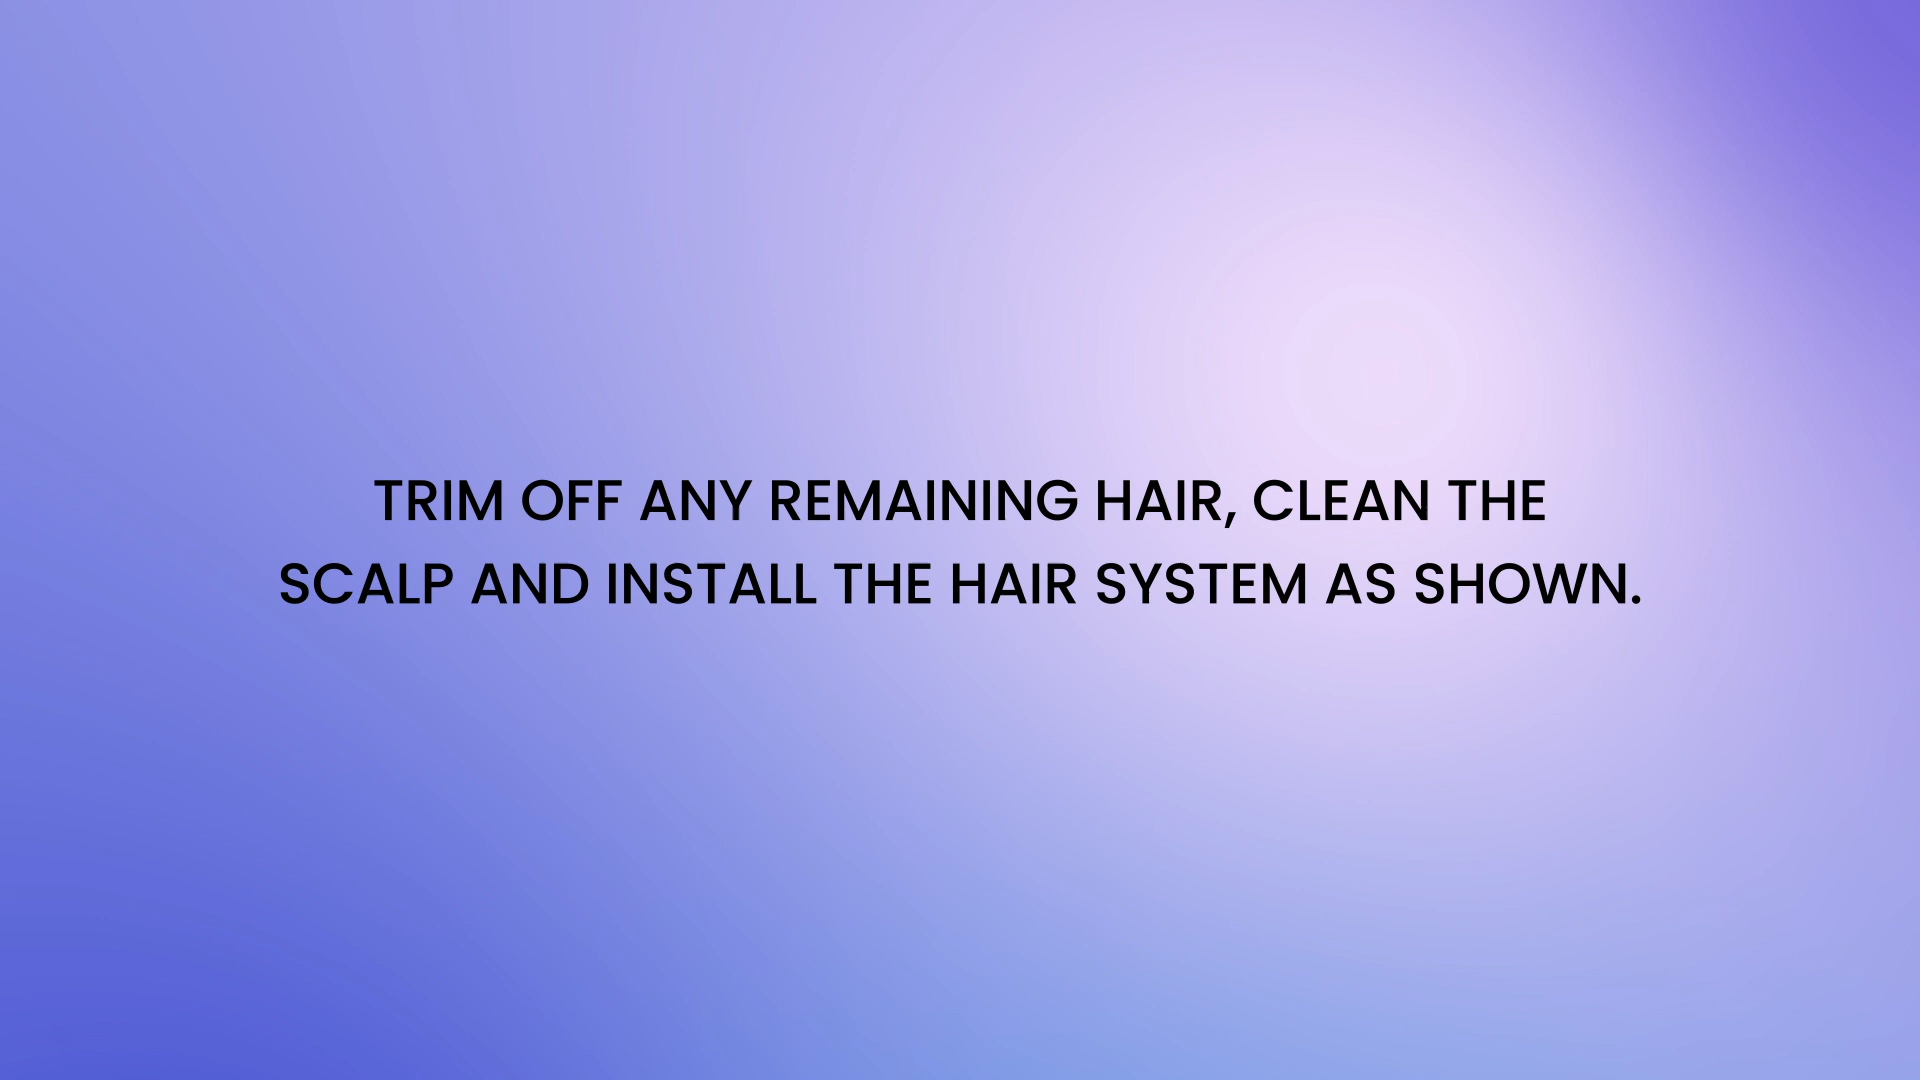 TRIM OFF ANY REMAINING HAIR, CLEAN THE
SCALP AND INSTALL THE HAIR SYSTEM AS SHOWN.